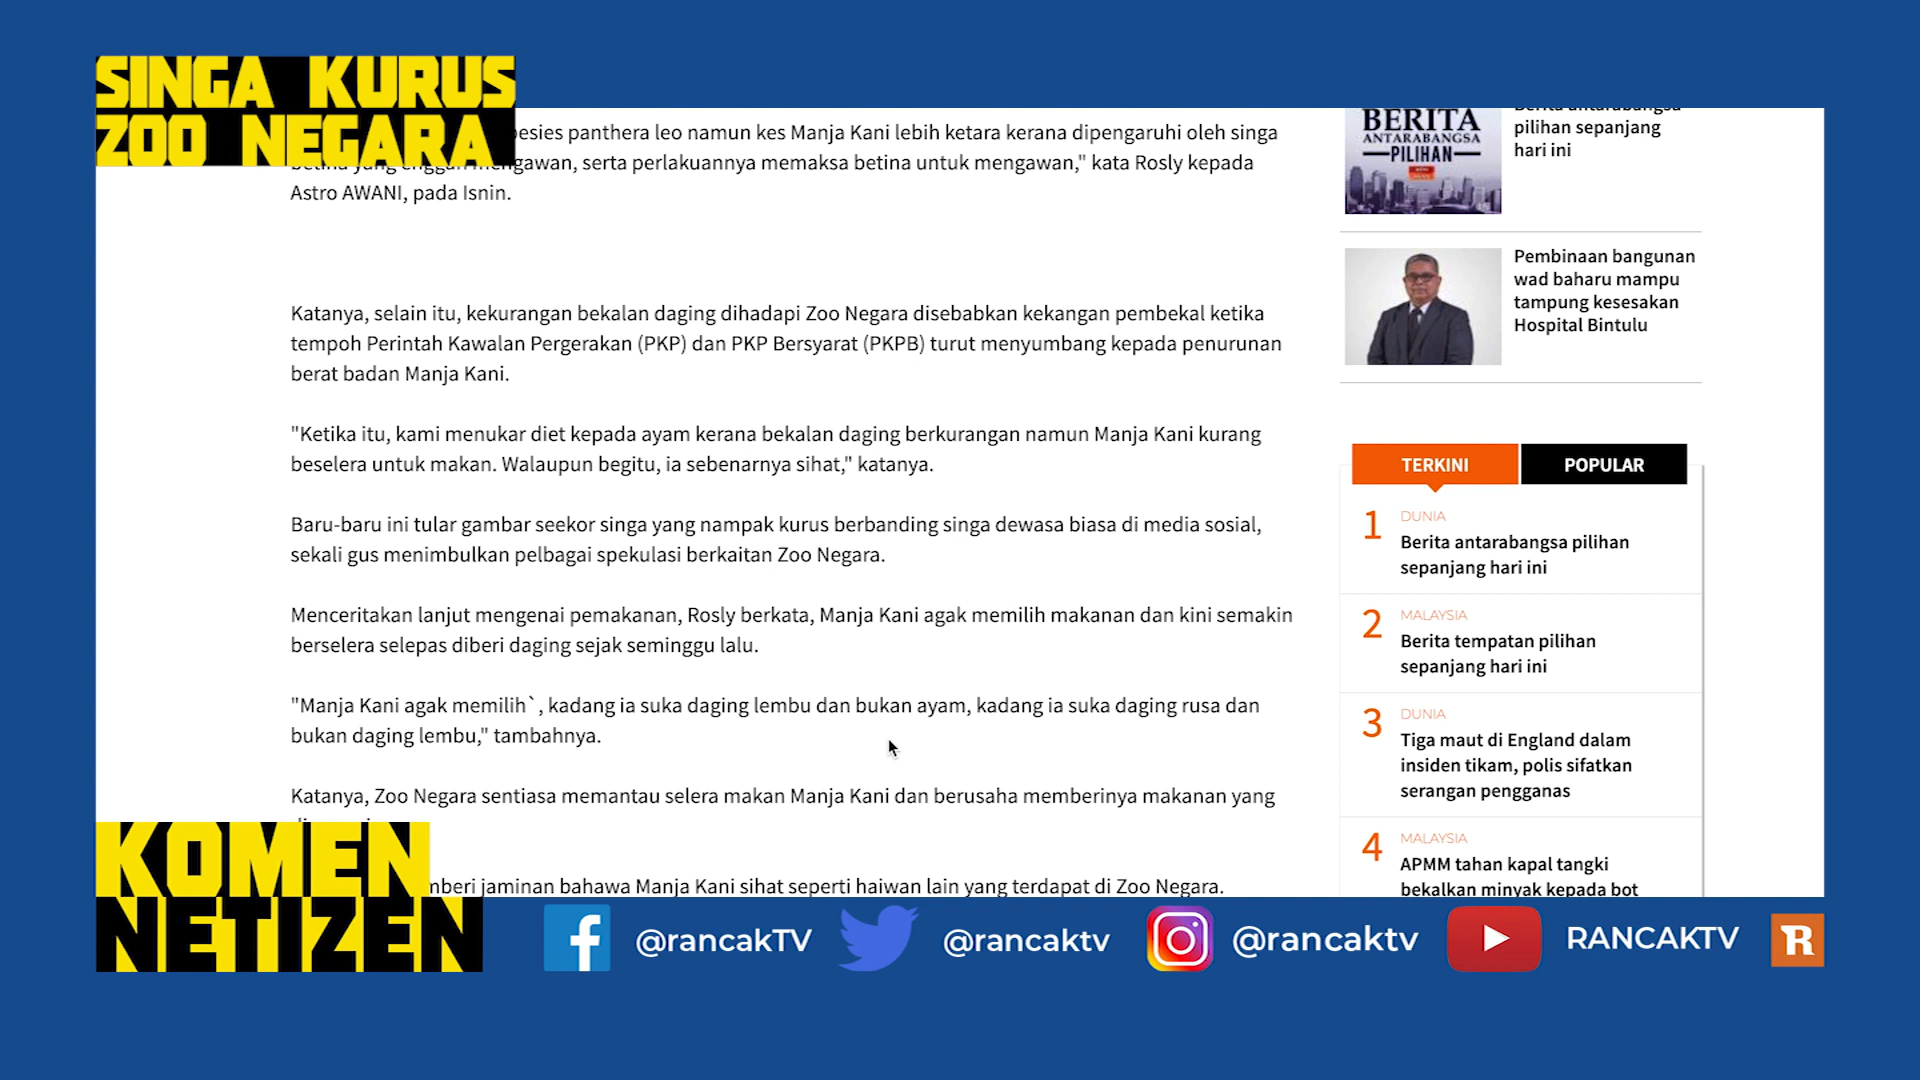 SINGA KURUS
ZOO NEGARA
esies panthera leo namun kes Manja Kani lebih ketara kerana dipengaruhi oleh singa
betina yang enggan mengawan, serta perlakuannya memaksa betina untuk mengawan," kata Rosly kepada
Astro AWANI, pada Isnin.
Katanya, selain itu, kekurangan bekalan daging dihadapi Zoo Negara disebabkan kekangan pembekal ketika
tempoh Perintah Kawalan Pergerakan (PKP) dan PKP Bersyarat (PKPB) turut menyumbang kepada penurunan
berat badan Manja Kani.
"Ketika itu, kami menukar diet kepada ayam kerana bekalan daging berkurangan namun Manja Kani kurang
beselera untuk makan. Walaupun begitu, ia sebenarnya sihat," katanya.
Baru-baru ini tular gambar seekor singa yang nampak kurus berbanding singa dewasa biasa di media sosial,
sekali gus menimbulkan pelbagai spekulasi berkaitan Zoo Negara.
Menceritakan lanjut mengenai pemakanan, Rosly berkata, Manja Kani agak memilih makanan dan kini semakin
berselera selepas diberi daging sejak seminggu lalu.
"Manja Kani agak memilih`, kadang ia suka daging lembu dan bukan ayam, kadang ia suka daging rusa dan
bukan daging lembu," tambahnya.
Katanya, Zoo Negara sentiasa memantau selera makan Manja Kani dan berusaha memberinya makanan yang
mberi jaminan bahawa Manja Kani sihat seperti haiwan lain yang terdapat di Zoo Negara.
BERITA
ANTARABANGSA
PILIHAN
Berita antarabangsa
pilihan sepanjang
hari ini
Pembinaan bangunan
wad baharu mampu
tampung kesesakan
Hospital Bintulu
TERKINI
POPULAR
1
DUNIA
Berita antarabangsa pilihan
sepanjang hari ini
2
MALAYSIA
Berita tempatan pilihan
sepanjang hari ini
3
DUNIA
Tiga maut di England dalam
insiden tikam, polis sifatkan
serangan pengganas
4
MALAYSIA
APMM tahan kapal tangki
bekalkan minyak kepada bot
KOMEN
NETIZEN
@rancakTV
@rancaktv
@rancaktv
RANCAKTV
R